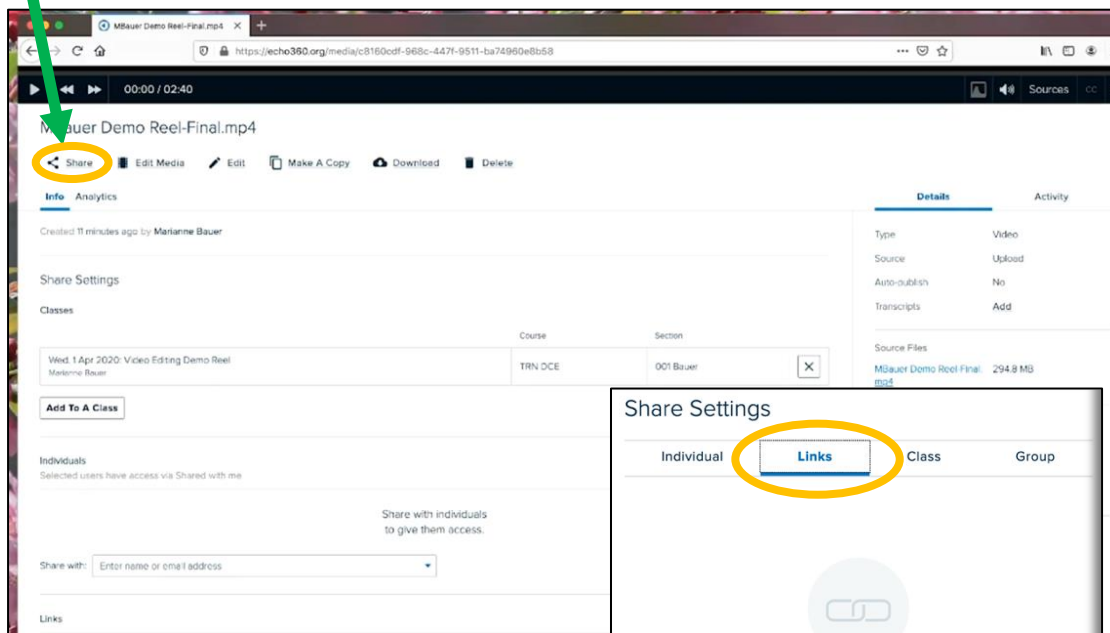 MBauer Demo Reel-Final.mp4
https://echo360.org/media/c8160cdf-968c-447f-9511-ba74960e8b58
00:00 / 02:40
Sources
CC
MBauer Demo Reel-Final.mp4
Share Edit Media Edit Make A Copy Download Delete
Info Analytics
Details Activity
Created 11 minutes ago by Marianne Bauer
Type Video
Source Upload
Auto-publish No
Transcripts Add
Share Settings
Classes
Course Section
Wed. 1 Apr 2020: Video Editing Demo Reel
Marianne Bauer
TRN DCE 001 Bauer
Source Files
MBauer Demo Reel-Final.
mp4
294.8 MB
Add To A Class
Individuals
Selected users have access via Shared with me
Share with individuals
to give them access.
Share with: Enter name or email address
Links
Share Settings
Individual Links Class Group